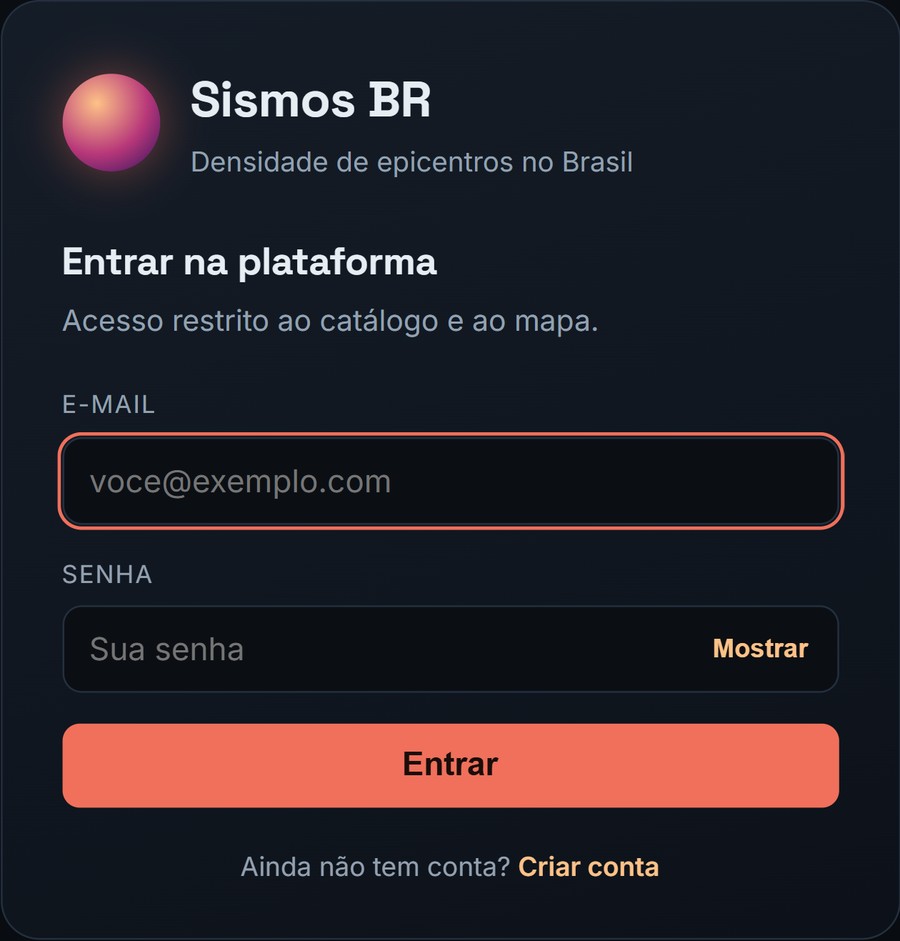 Sismos BR
Densidade de epicentros no Brasil
Entrar na plataforma
Acesso restrito ao catálogo e ao mapa.
E-MAIL
voce@exemplo.com
SENHA
Sua senha
Mostrar
Entrar
Ainda não tem conta? Criar conta